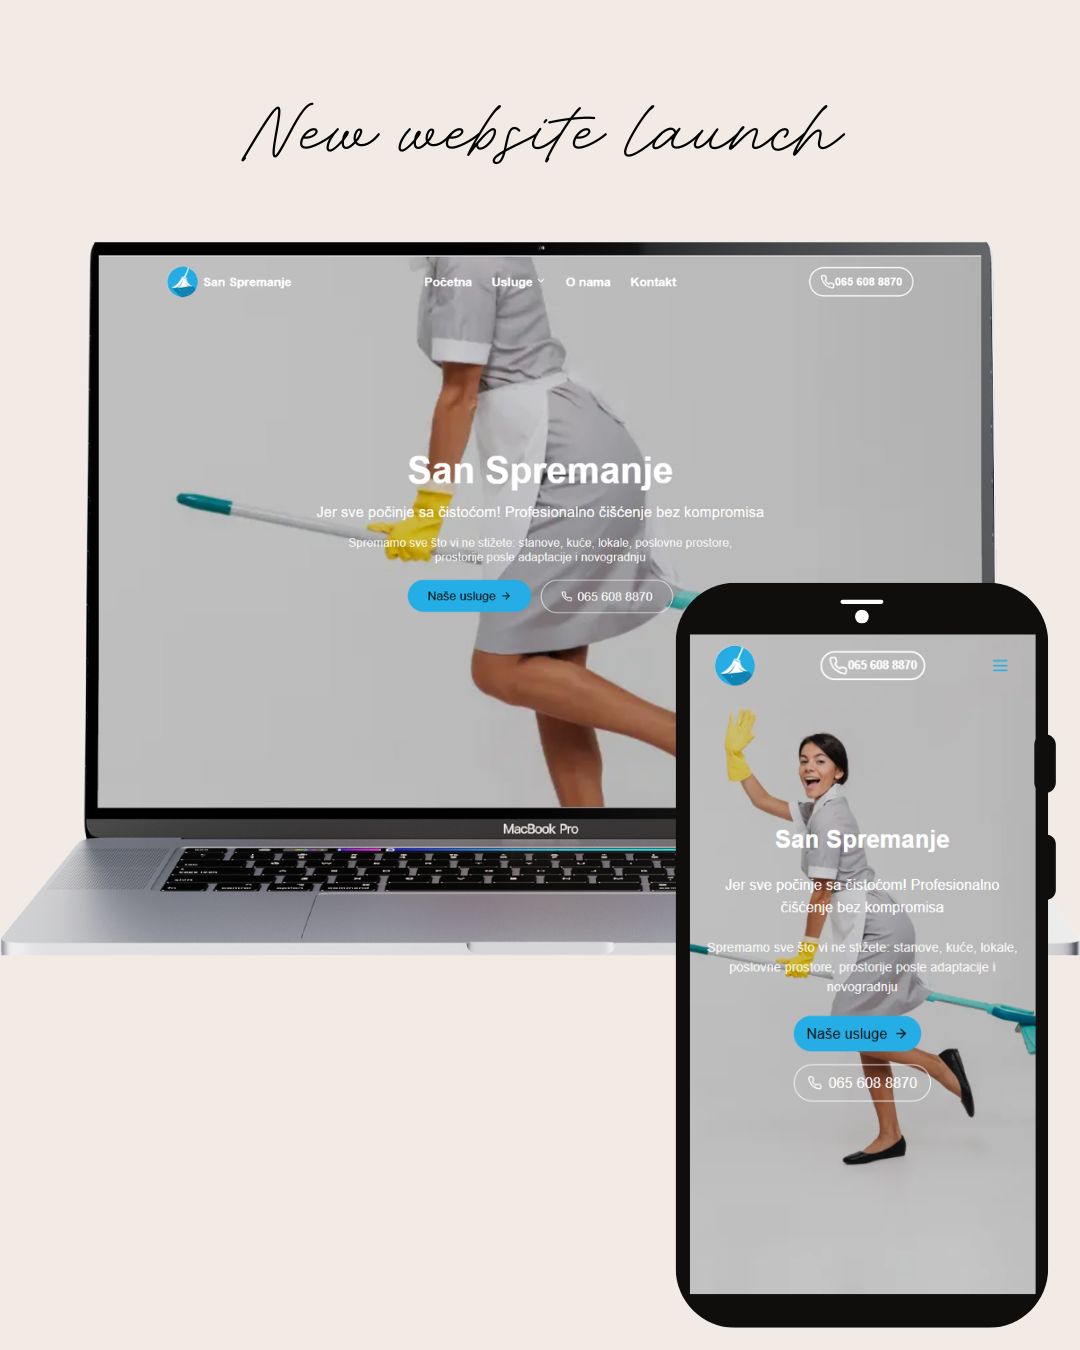 New website launch
San Spremanje
Početna Usluge O nama Kontakt
065 608 8870
San Spremanje
Jer sve počinje sa čistoćom! Profesionalno čišćenje bez kompromisa
Spremamo sve što vi ne stižete: stanove, kuće, lokale, poslovne prostore,
prostorije posle adaptacije i novogradnju
Naše usluge → 065 608 8870
MacBook Pro
065 608 8870
San Spremanje
Jer sve počinje sa čistoćom! Profesionalno
čišćenje bez kompromisa
Spremamo sve što vi ne stižete: stanove, kuće, lokale,
poslovne prostore, prostorije posle adaptacije i
novogradnju
Naše usluge →
065 608 8870